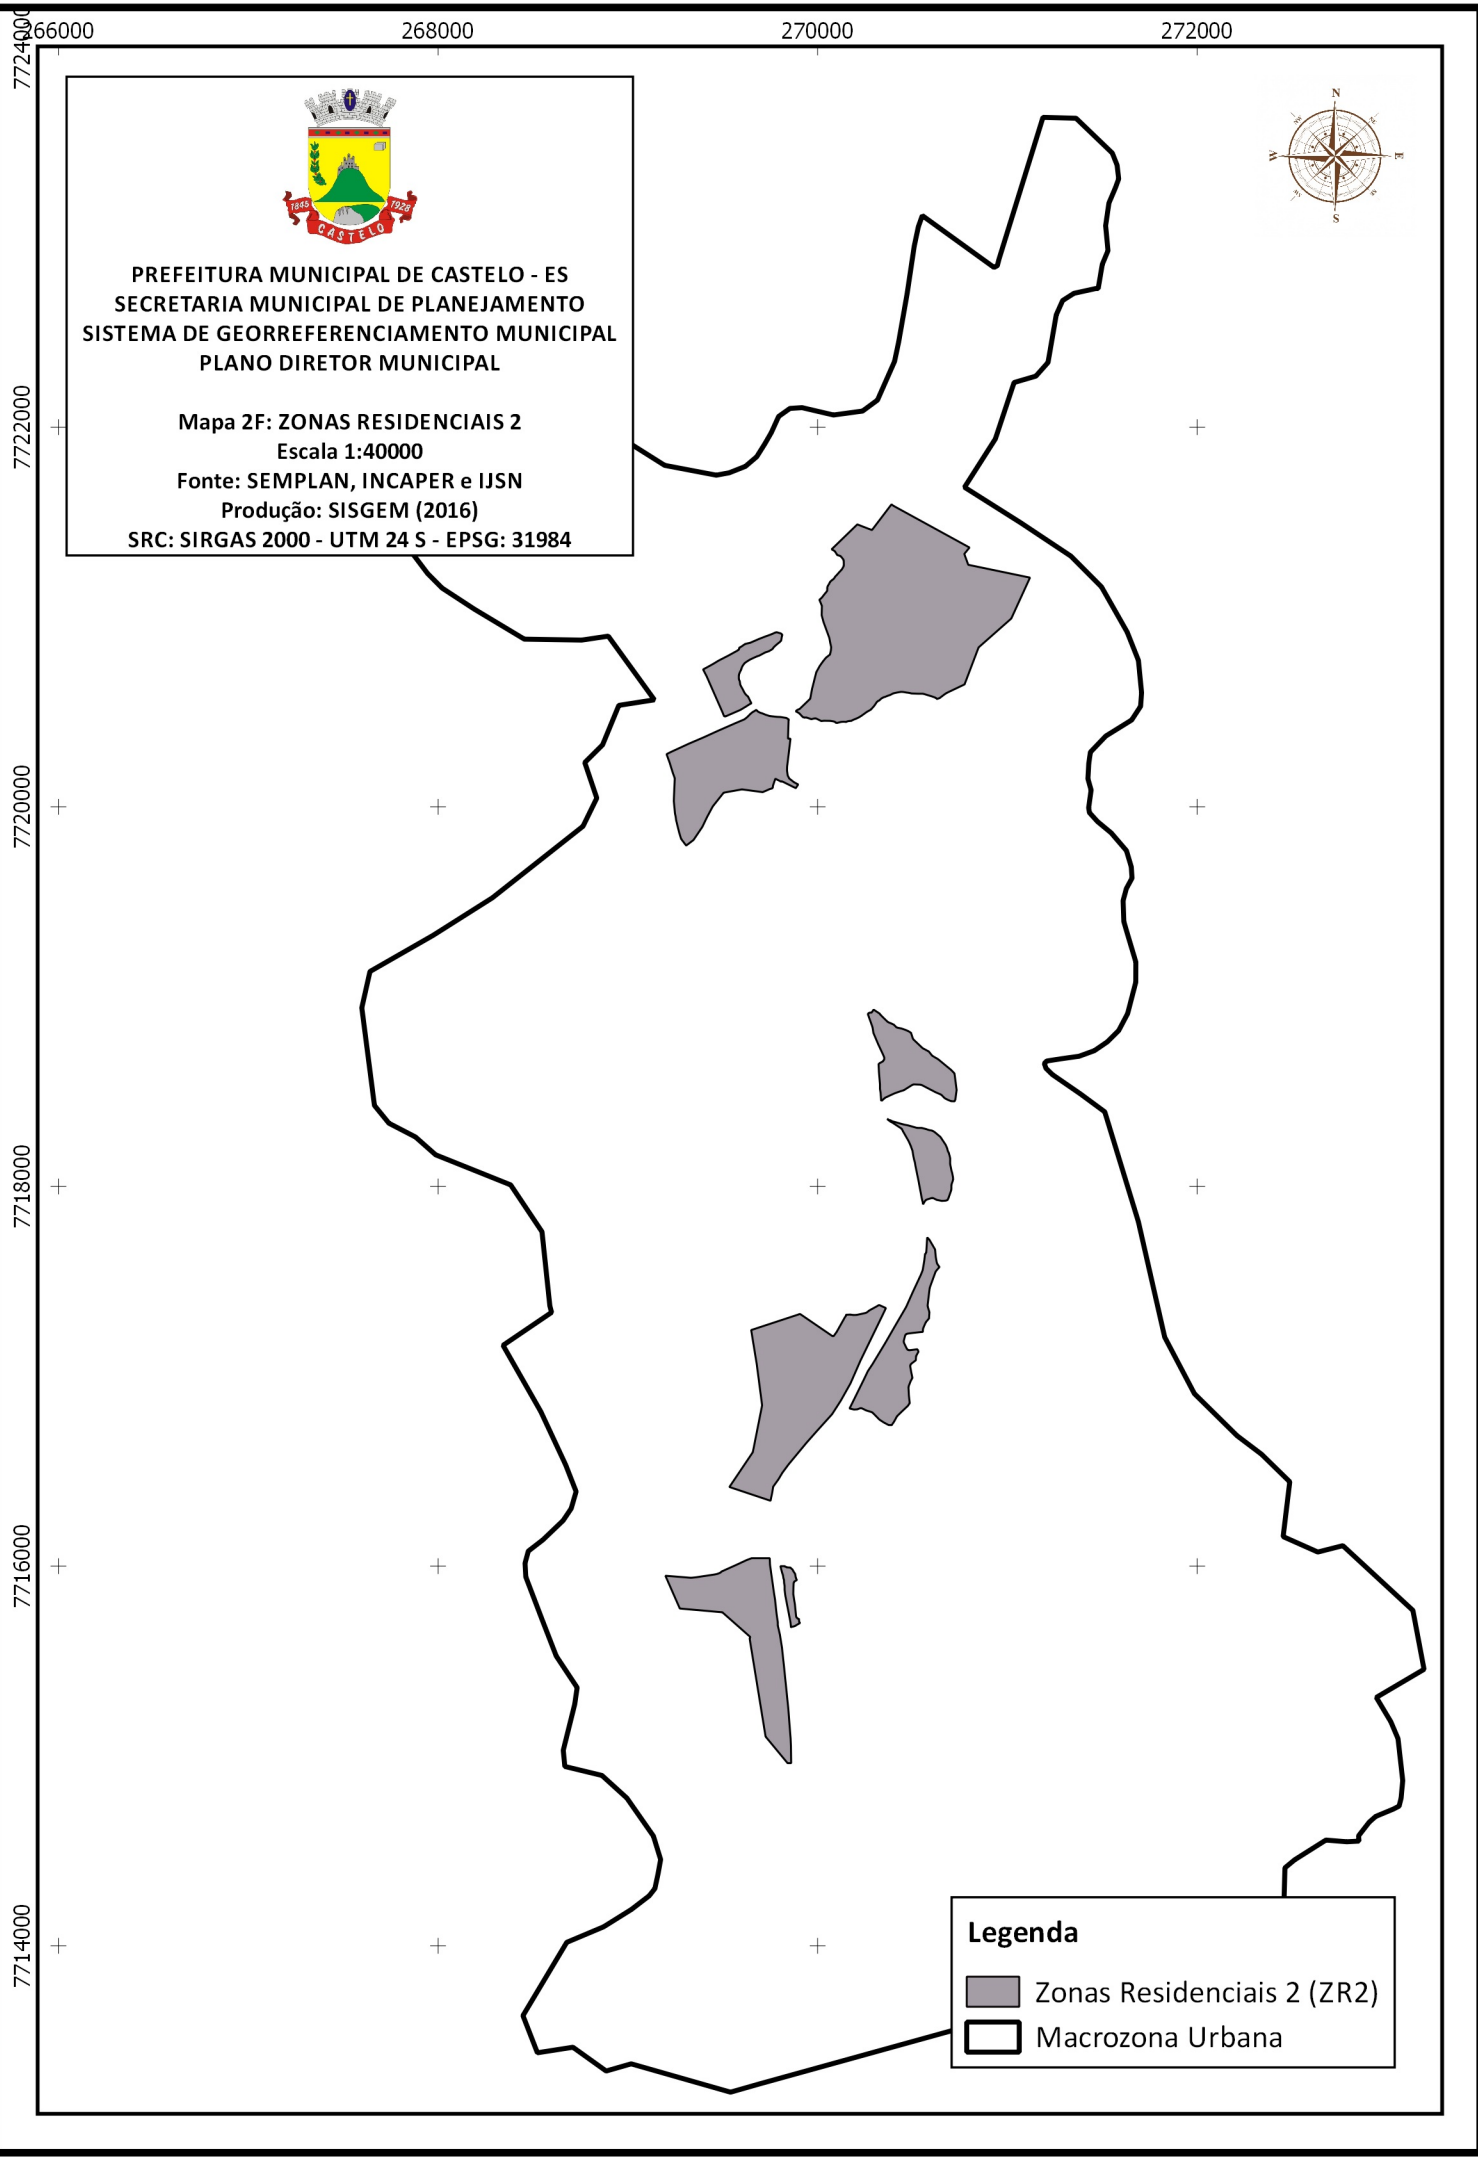 266000 268000 270000 272000
7724000
7722000
7720000
7718000
7716000
7714000
1845 CASTELO 1928
PREFEITURA MUNICIPAL DE CASTELO - ES
SECRETARIA MUNICIPAL DE PLANEJAMENTO
SISTEMA DE GEORREFERENCIAMENTO MUNICIPAL
PLANO DIRETOR MUNICIPAL
Mapa 2F: ZONAS RESIDENCIAIS 2
Escala 1:40000
Fonte: SEMPLAN, INCAPER e IJSN
Produção: SISGEM (2016)
SRC: SIRGAS 2000 - UTM 24 S - EPSG: 31984
N
NW NE
W E
S
Legenda
Zonas Residenciais 2 (ZR2)
Macrozona Urbana